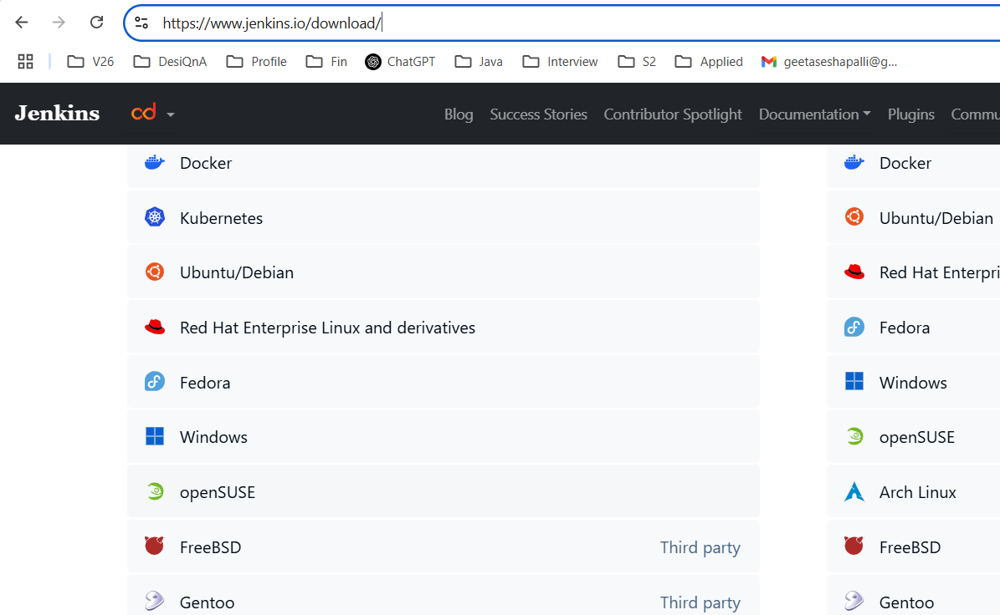 https://www.jenkins.io/download/
V26 DesiQnA Profile Fin ChatGPT Java Interview S2 Applied geetaseshapalli@g...
Jenkins Blog Success Stories Contributor Spotlight Documentation Plugins Commu
Docker
Kubernetes
Ubuntu/Debian
Red Hat Enterprise Linux and derivatives
Fedora
Windows
openSUSE
FreeBSD Third party
Gentoo Third party
Docker
Ubuntu/Debian
Red Hat Enterpri
Fedora
Windows
openSUSE
Arch Linux
FreeBSD
Gentoo